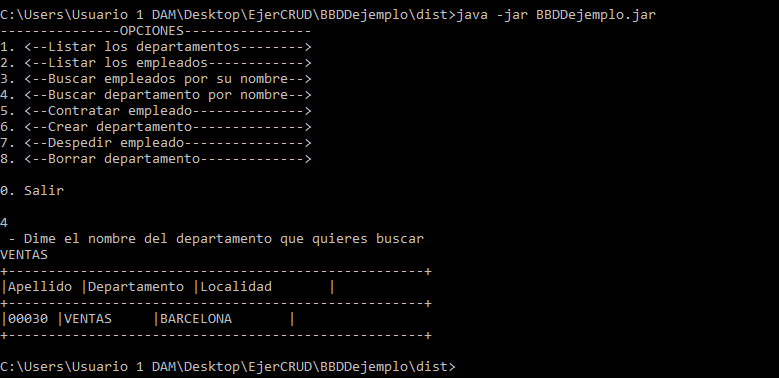 C:\Users\Usuario 1 DAM\Desktop\EjerCRUD\BBDDejemplo\dist>java -jar BBDDejemplo.jar
---------------OPCIONES----------------
1. <--Listar los departamentos-------->
2. <--Listar los empleados------------>
3. <--Buscar empleados por su nombre-->
4. <--Buscar departamento por nombre-->
5. <--Contratar empleado-------------->
6. <--Crear departamento-------------->
7. <--Despedir empleado--------------->
8. <--Borrar departamento------------->

0. Salir

4
 - Dime el nombre del departamento que quieres buscar
VENTAS
+----------------------------------------------------+
|Apellido |Departamento |Localidad       |
+----------------------------------------------------+
|00030 |VENTAS     |BARCELONA       |
+----------------------------------------------------+

C:\Users\Usuario 1 DAM\Desktop\EjerCRUD\BBDDejemplo\dist>